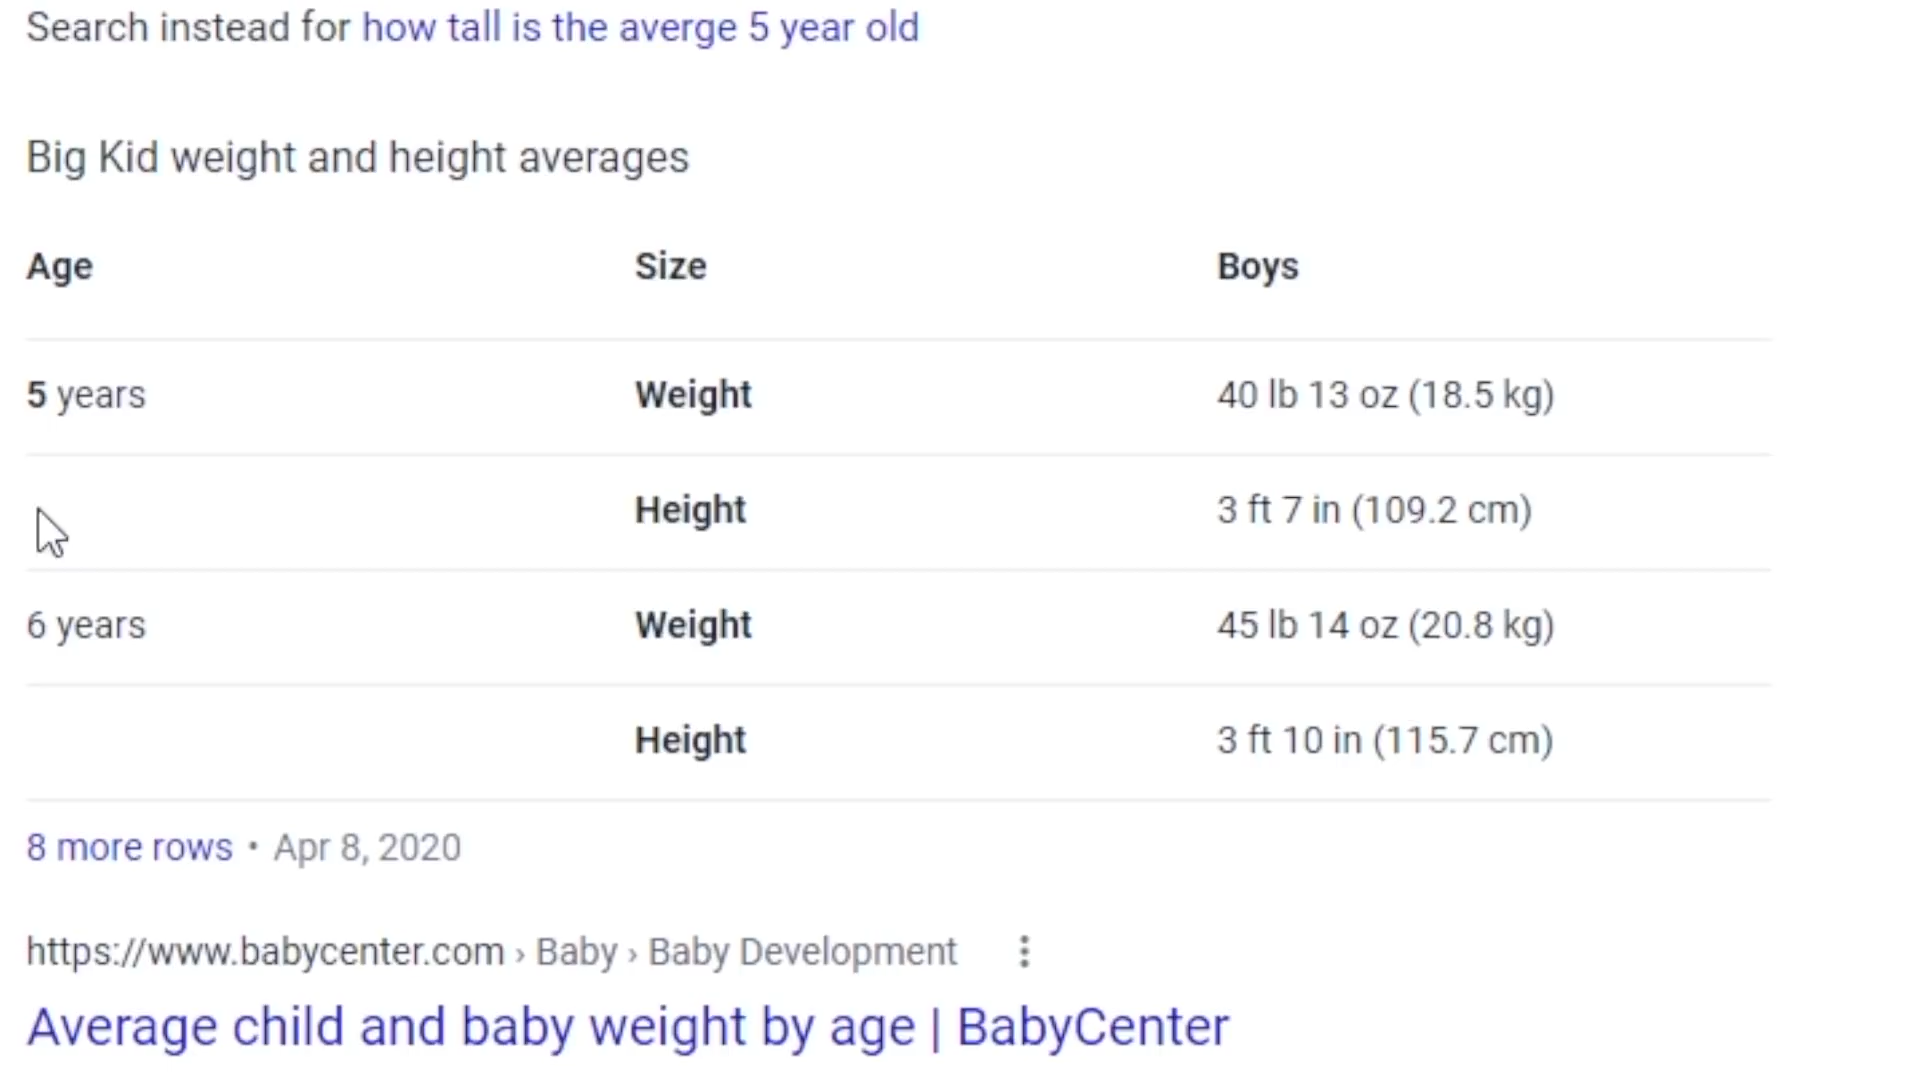 Search instead for how tall is the averge 5 year old
Big Kid weight and height averages
Age Size Boys
5 years Weight 40 lb 13 oz (18.5 kg)
Height 3 ft 7 in (109.2 cm)
6 years Weight 45 lb 14 oz (20.8 kg)
Height 3 ft 10 in (115.7 cm)
8 more rows • Apr 8, 2020
https://www.babycenter.com › Baby › Baby Development
Average child and baby weight by age | BabyCenter